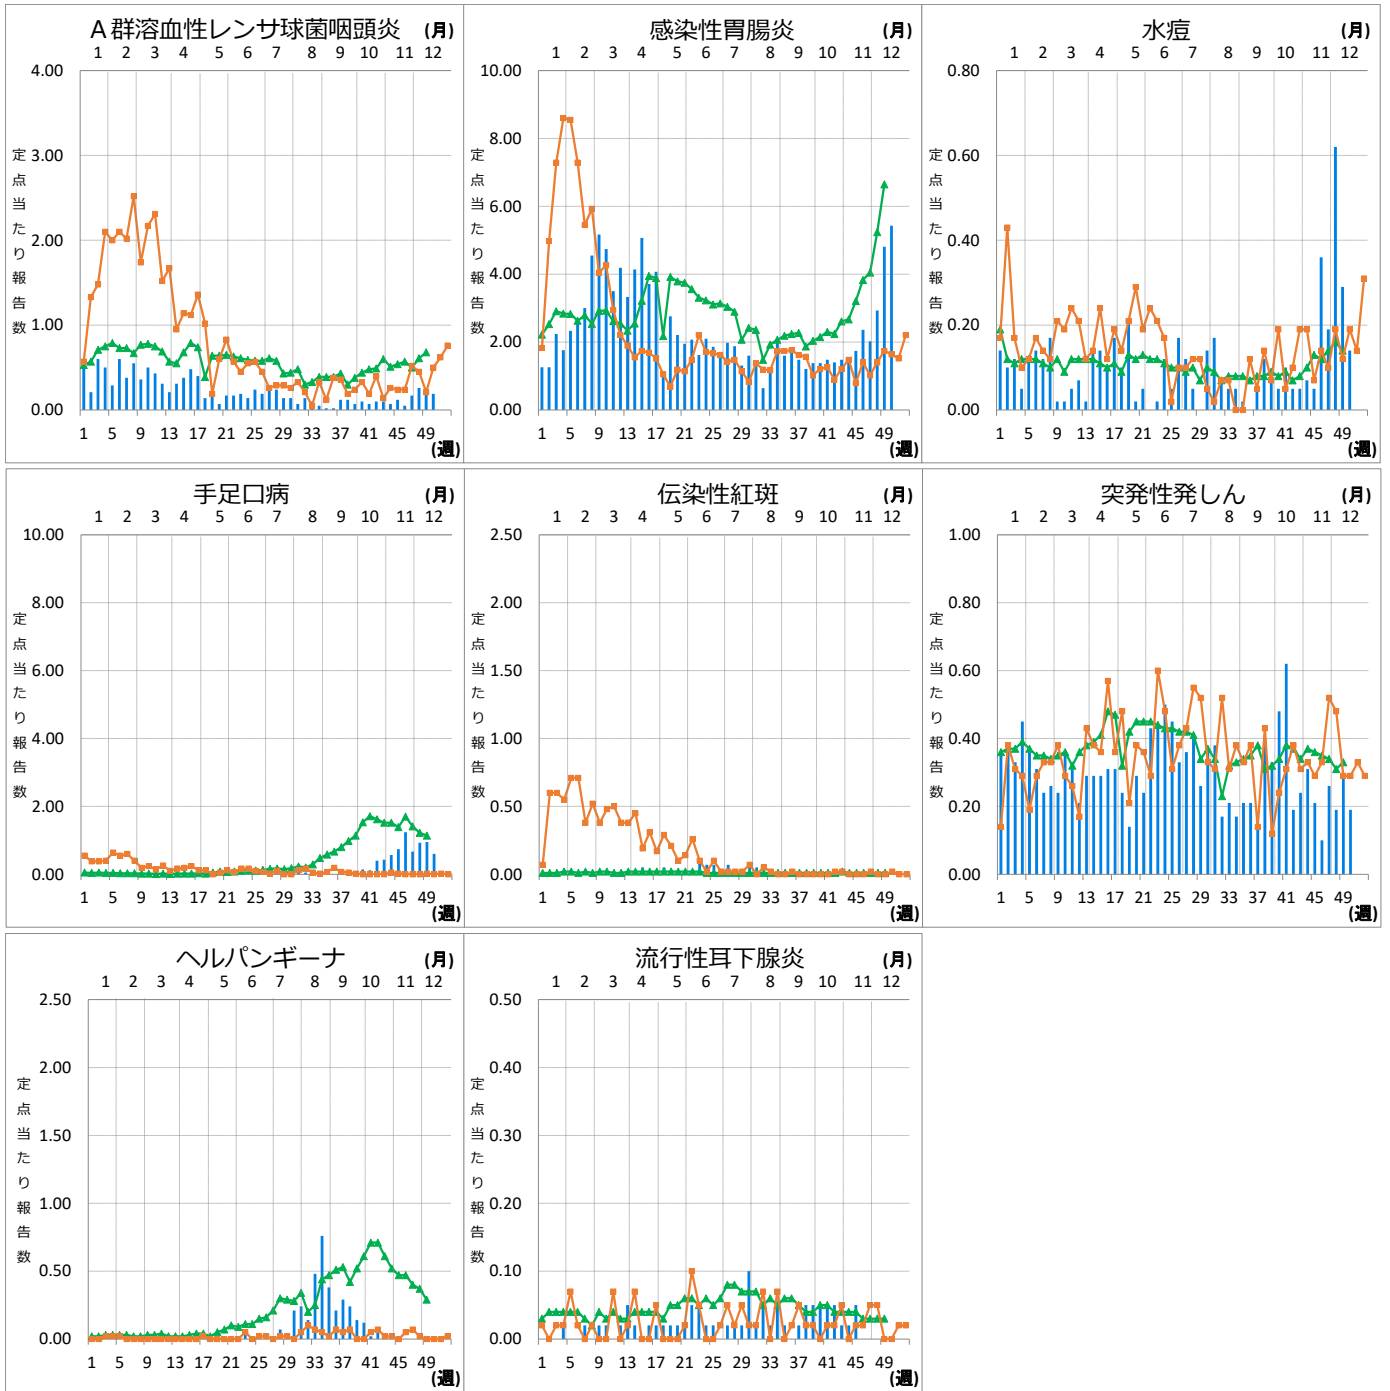 A群溶血性レンサ球菌咽頭炎 (月)
1 2 3 4 5 6 7 8 9 10 11 12
4.00
3.00
2.00
1.00
0.00
定点当たり報告数
1 5 9 13 17 21 25 29 33 37 41 45 49
(週)
感染性胃腸炎 (月)
1 2 3 4 5 6 7 8 9 10 11 12
10.00
8.00
6.00
4.00
2.00
0.00
定点当たり報告数
1 5 9 13 17 21 25 29 33 37 41 45 49
(週)
水痘 (月)
1 2 3 4 5 6 7 8 9 10 11 12
0.80
0.60
0.40
0.20
0.00
定点当たり報告数
1 5 9 13 17 21 25 29 33 37 41 45 49
(週)
手足口病 (月)
1 2 3 4 5 6 7 8 9 10 11 12
10.00
8.00
6.00
4.00
2.00
0.00
定点当たり報告数
1 5 9 13 17 21 25 29 33 37 41 45 49
(週)
伝染性紅斑 (月)
1 2 3 4 5 6 7 8 9 10 11 12
2.50
2.00
1.50
1.00
0.50
0.00
定点当たり報告数
1 5 9 13 17 21 25 29 33 37 41 45 49
(週)
突発性発しん (月)
1 2 3 4 5 6 7 8 9 10 11 12
1.00
0.80
0.60
0.40
0.20
0.00
定点当たり報告数
1 5 9 13 17 21 25 29 33 37 41 45 49
(週)
ヘルパンギーナ (月)
1 2 3 4 5 6 7 8 9 10 11 12
2.50
2.00
1.50
1.00
0.50
0.00
定点当たり報告数
1 5 9 13 17 21 25 29 33 37 41 45 49
(週)
流行性耳下腺炎 (月)
1 2 3 4 5 6 7 8 9 10 11 12
0.50
0.40
0.30
0.20
0.10
0.00
定点当たり報告数
1 5 9 13 17 21 25 29 33 37 41 45 49
(週)